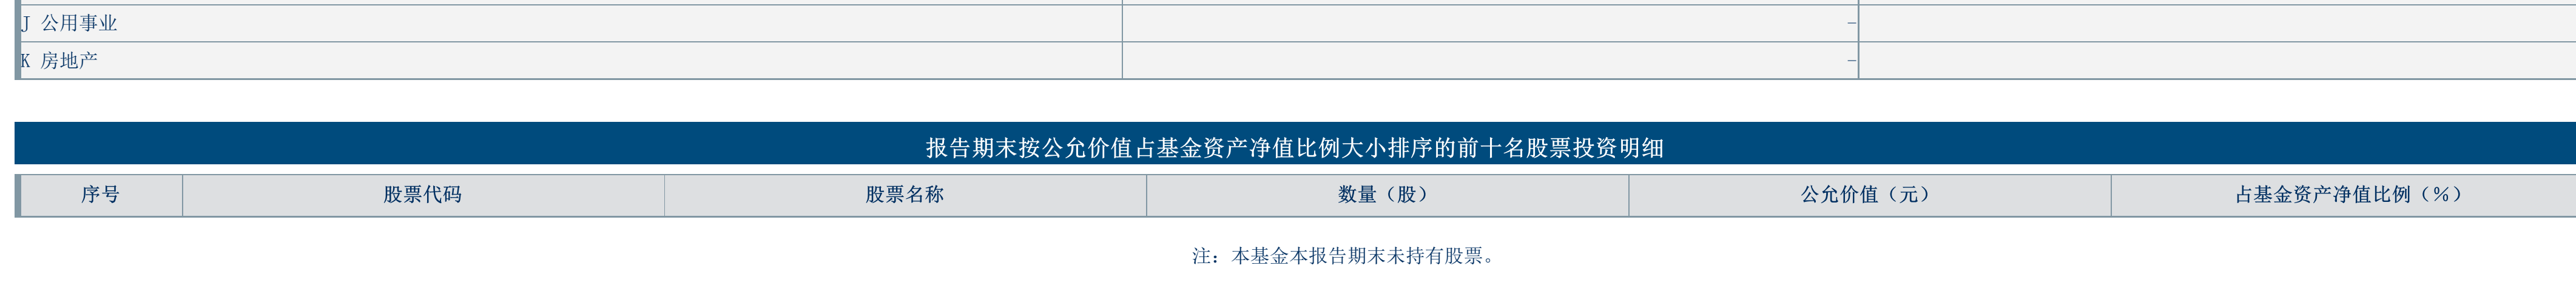 J 公用事业 –
K 房地产 –
报告期末按公允价值占基金资产净值比例大小排序的前十名股票投资明细
序号 股票代码 股票名称 数量（股） 公允价值（元） 占基金资产净值比例（%）
注：本基金本报告期末未持有股票。